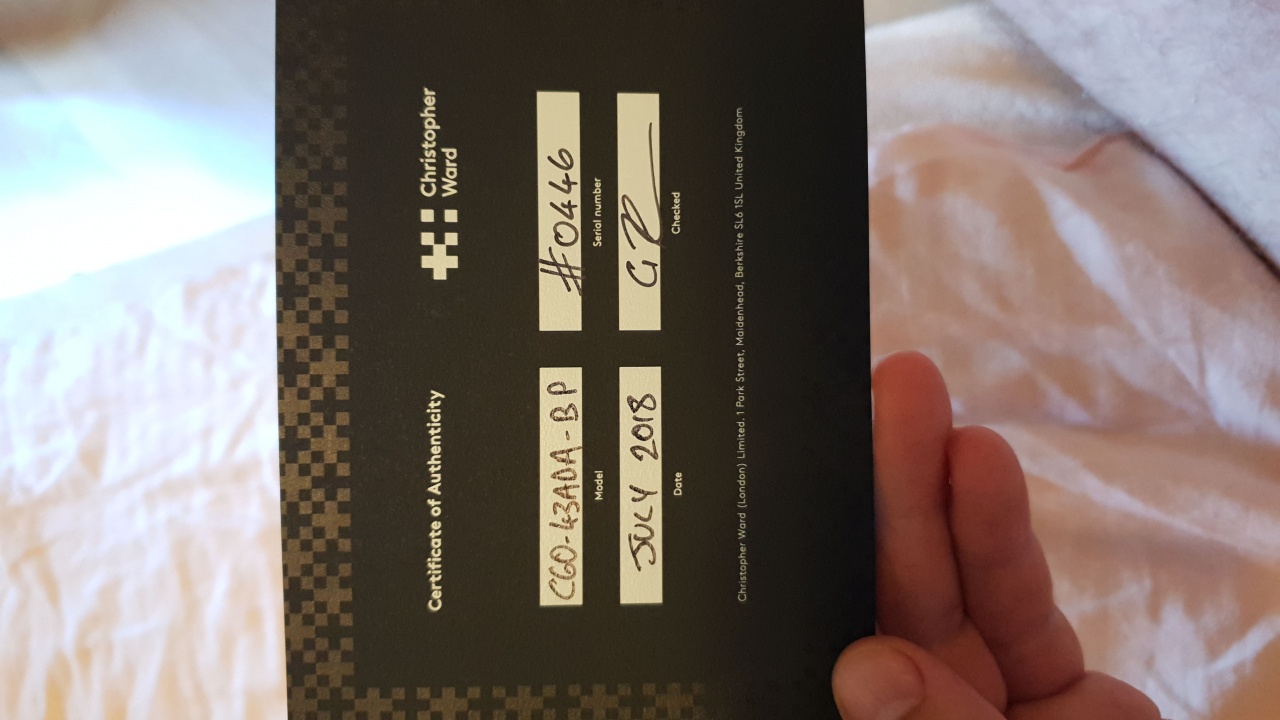 Certificate of Authenticity
Christopher
Ward
C60-43ADA-BP
#0446
Model
Serial number
JULY 2018
GR
Date
Checked
Christopher Ward (London) Limited. 1 Park Street, Maidenhead, Berkshire SL6 1SL United Kingdom